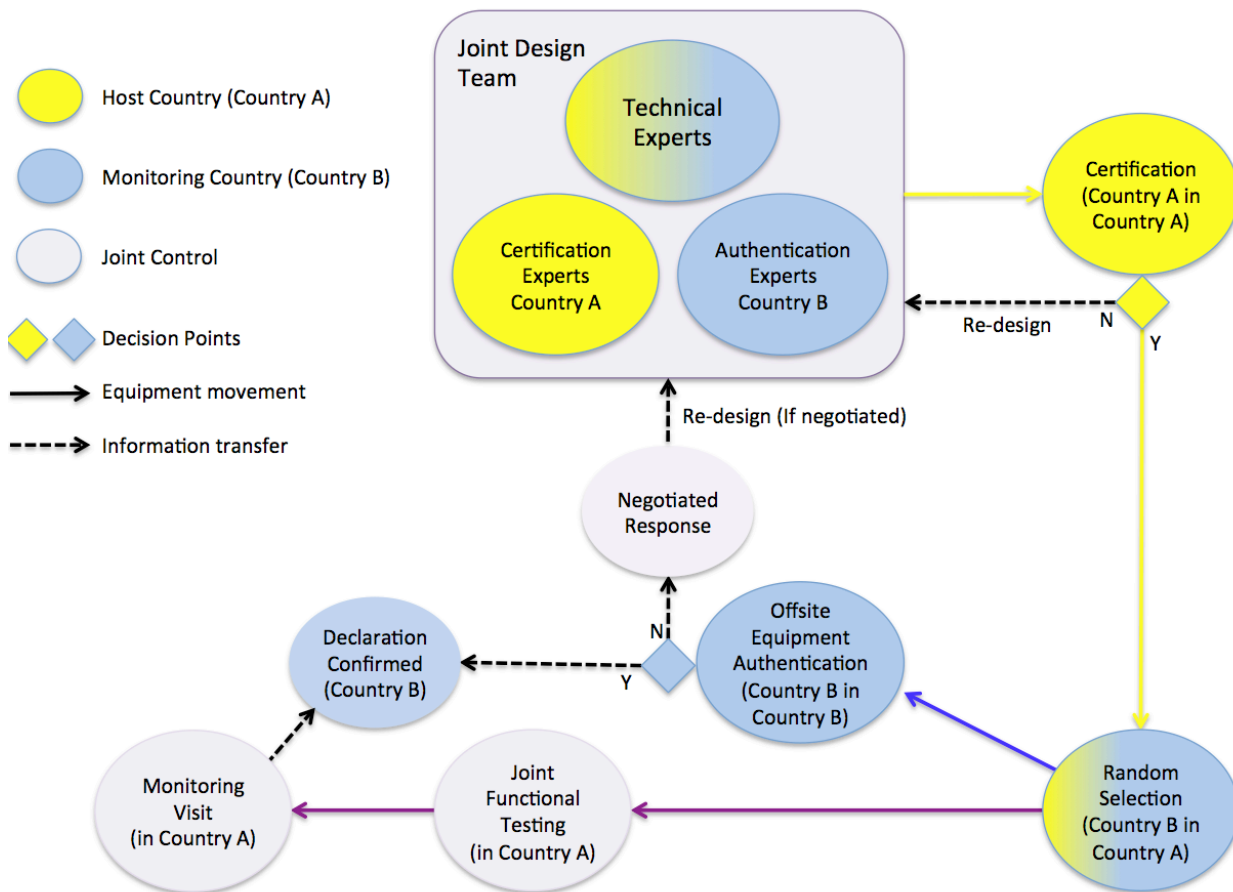 Host Country (Country A)
Monitoring Country (Country B)
Joint Control
Decision Points
Equipment movement
Information transfer
Joint Design
Team
Technical
Experts
Certification
Experts
Country A
Authentication
Experts
Country B
Certification
(Country A in
Country A)
N
Re-design
Y
Re-design (If negotiated)
Negotiated
Response
N
Y
Offsite
Equipment
Authentication
(Country B in
Country B)
Declaration
Confirmed
(Country B)
Monitoring
Visit
(in Country A)
Joint
Functional
Testing
(in Country A)
Random
Selection
(Country B in
Country A)